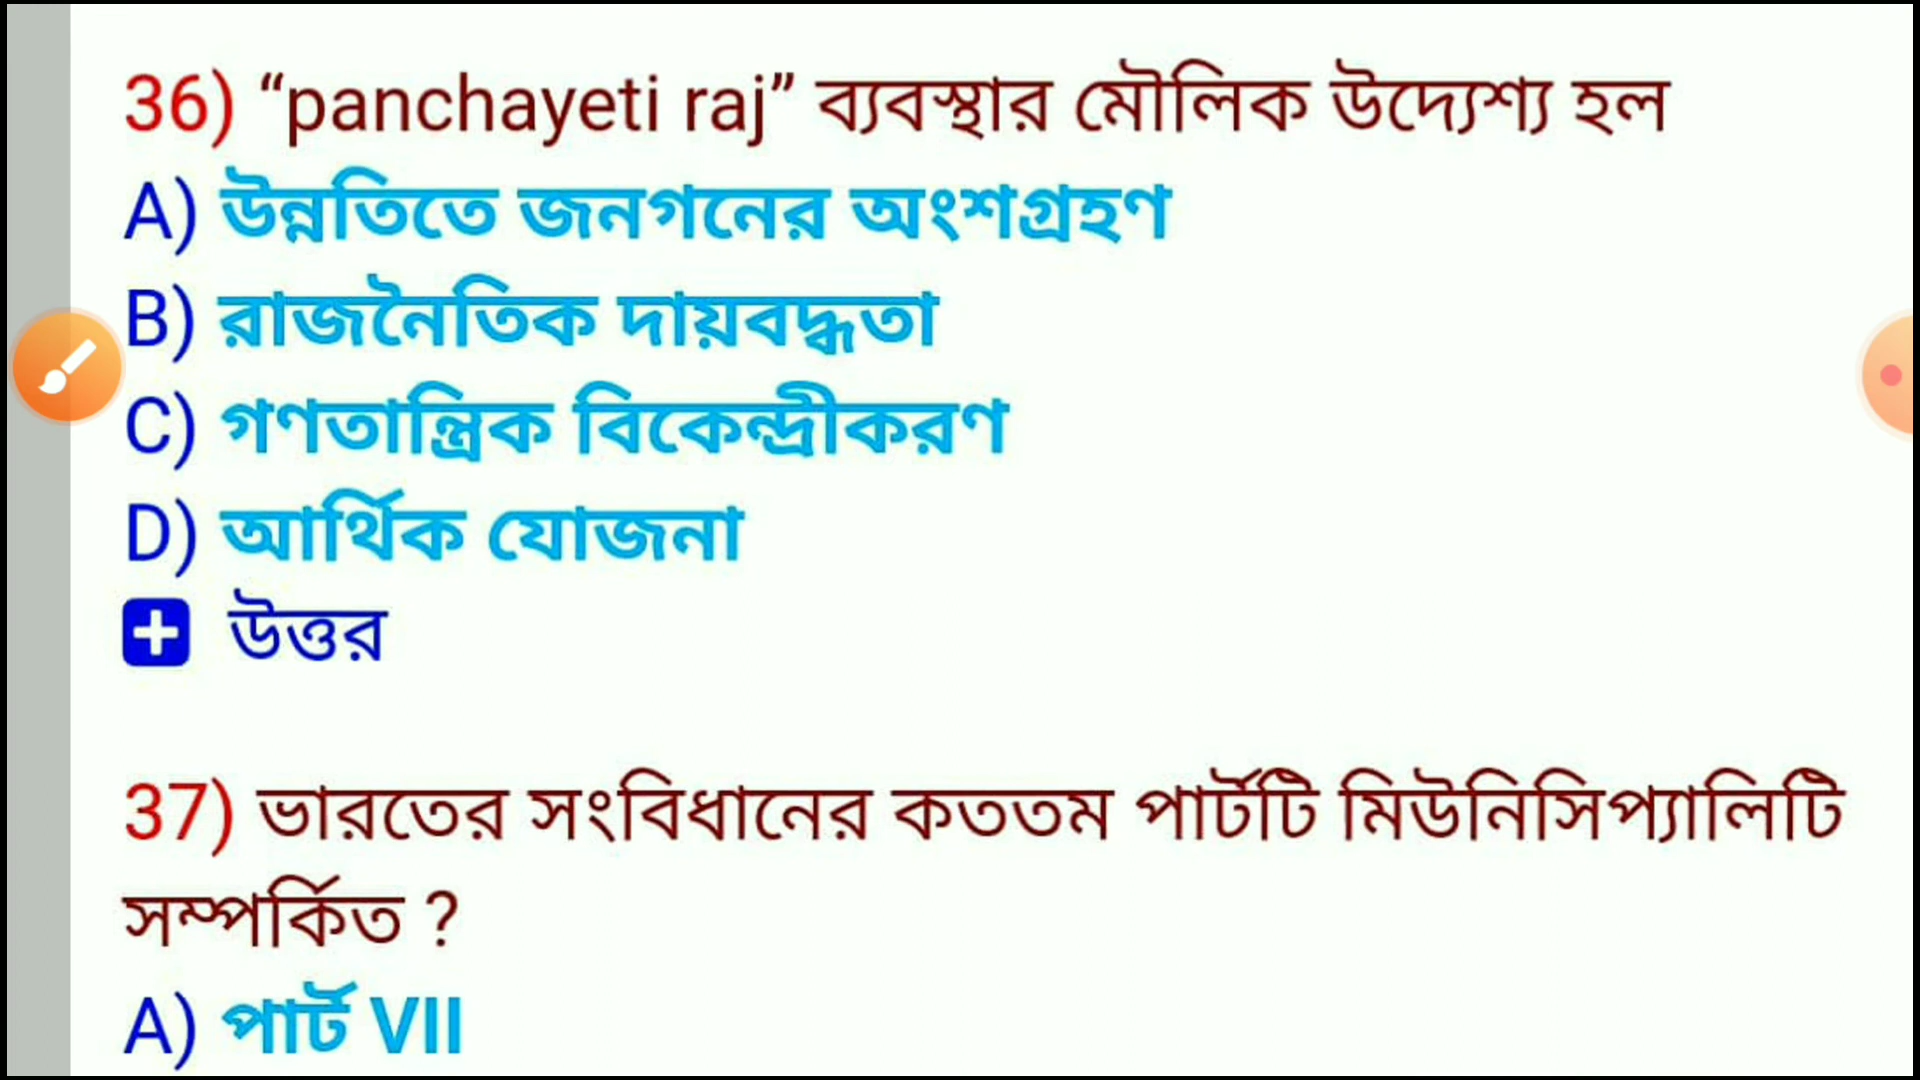 36) “panchayeti raj” ব্যবস্থার মৌলিক উদ্যেশ্য হল
A) উন্নতিতে জনগনের অংশগ্রহণ
B) রাজনৈতিক দায়বদ্ধতা
C) গণতান্ত্রিক বিকেন্দ্রীকরণ
D) আর্থিক যোজনা
+ উত্তর
37) ভারতের সংবিধানের কততম পার্টটি মিউনিসিপ্যালিটি
সম্পর্কিত ?
A) পার্ট VII